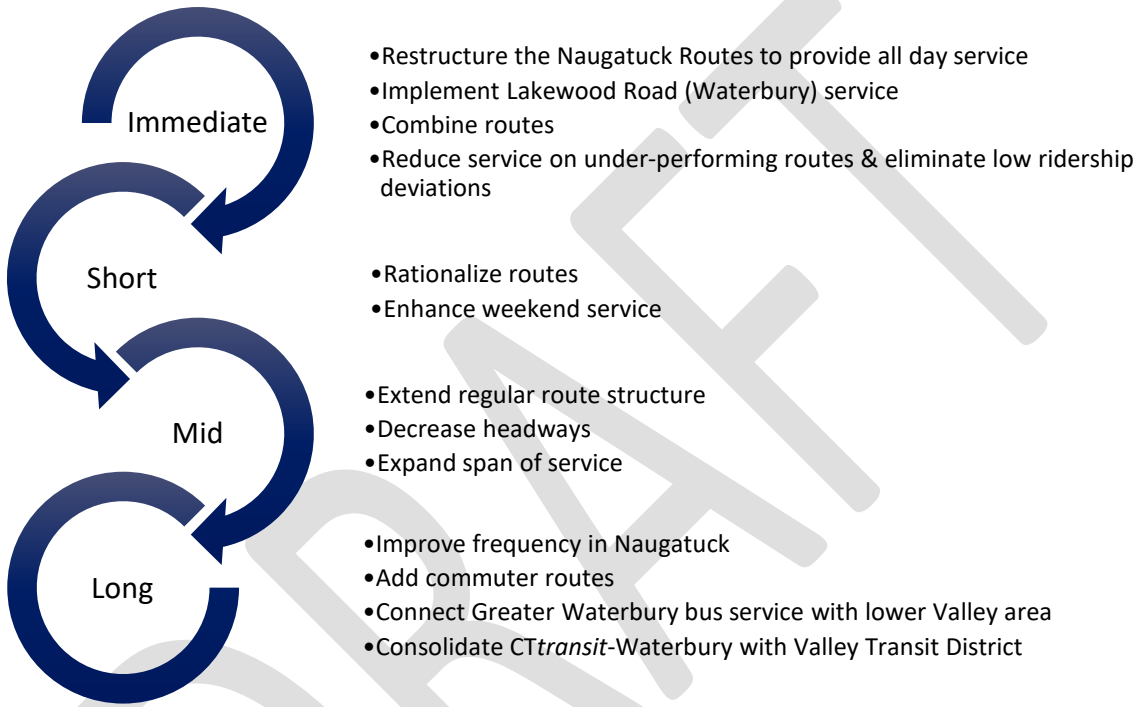 Immediate
•Restructure the Naugatuck Routes to provide all day service
•Implement Lakewood Road (Waterbury) service
•Combine routes
•Reduce service on under-performing routes & eliminate low ridership
deviations
Short
•Rationalize routes
•Enhance weekend service
Mid
•Extend regular route structure
•Decrease headways
•Expand span of service
Long
•Improve frequency in Naugatuck
•Add commuter routes
•Connect Greater Waterbury bus service with lower Valley area
•Consolidate CTtransit-Waterbury with Valley Transit District
DRAFT